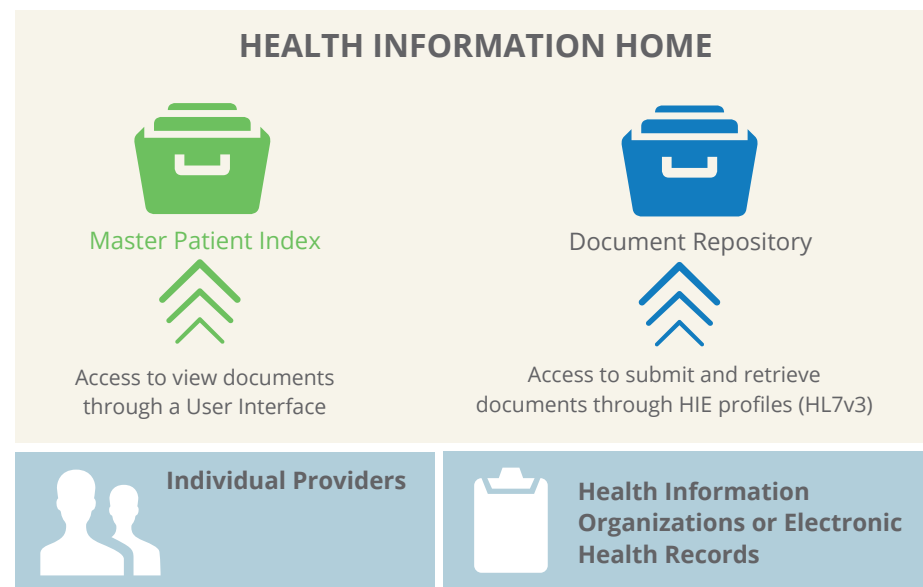 HEALTH INFORMATION HOME
Master Patient Index
Document Repository
Access to view documents
through a User Interface
Access to submit and retrieve
documents through HIE profiles (HL7v3)
Individual Providers
Health Information
Organizations or Electronic
Health Records